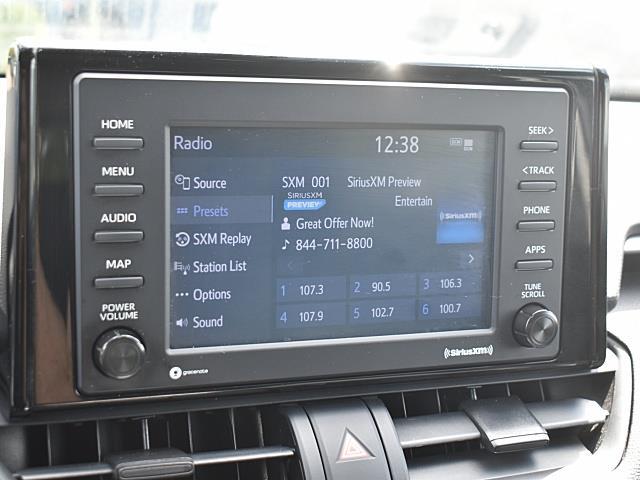 HOME
MENU
AUDIO
MAP
POWER
VOLUME
Radio 12:38
Source
Presets
SXM Replay
Station List
Options
Sound
SXM 001 SiriusXM Preview
SIRIUSXM
PREVIEW
Entertain
Great Offer Now!
844-711-8800
SiriusXM
1 107.3 2 90.5 3 106.3
4 107.9 5 102.7 6 100.7
SEEK >
< TRACK
PHONE
APPS
TUNE
SCROLL
gracenote
SiriusXM